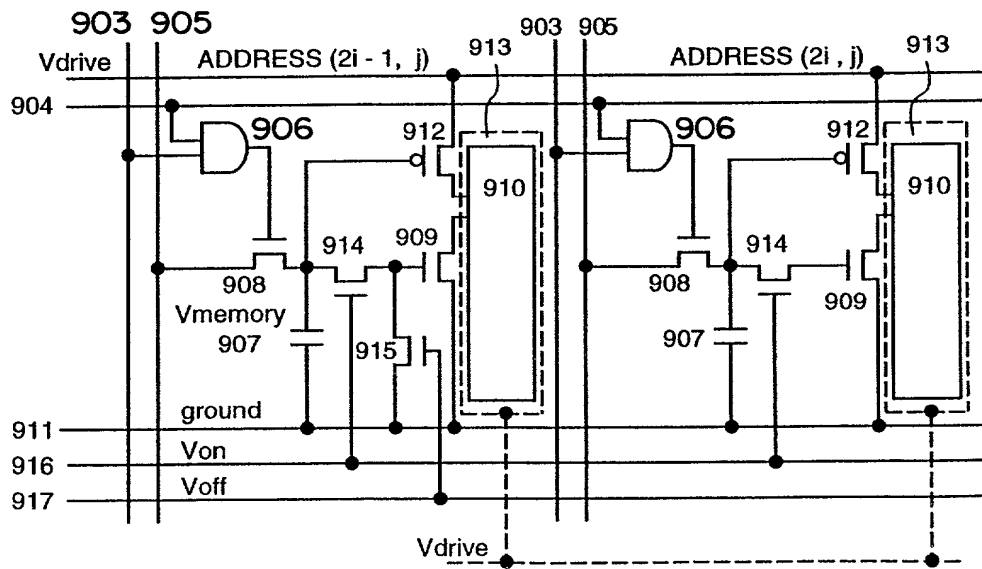 903 905
903 905
913
913
Vdrive
ADDRESS (2i - 1, j)
ADDRESS (2i , j)
904
906
912
906
912
910
910
914
909
914
908
908
909
Vmemory
907
915
907
ground
911
Von
916
Voff
917
Vdrive